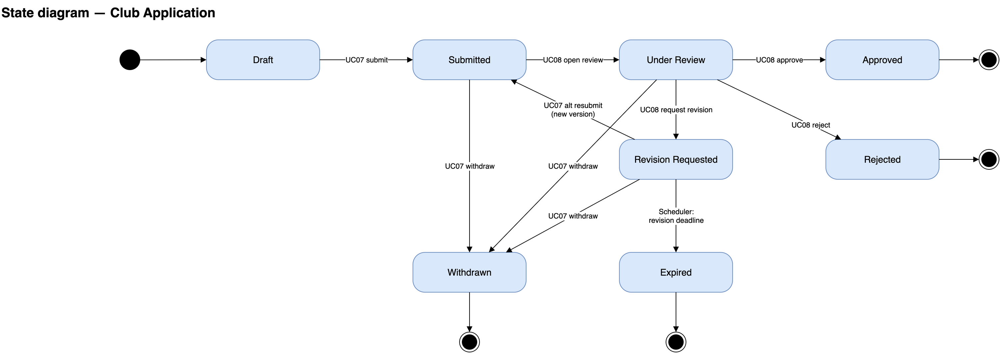 State diagram — Club Application
Draft
UC07 submit
Submitted
UC08 open review
Under Review
UC08 approve
Approved
UC07 alt resubmit
(new version)
UC08 request revision
UC08 reject
UC07 withdraw
UC07 withdraw
Revision Requested
Rejected
UC07 withdraw
Scheduler:
revision deadline
Withdrawn
Expired